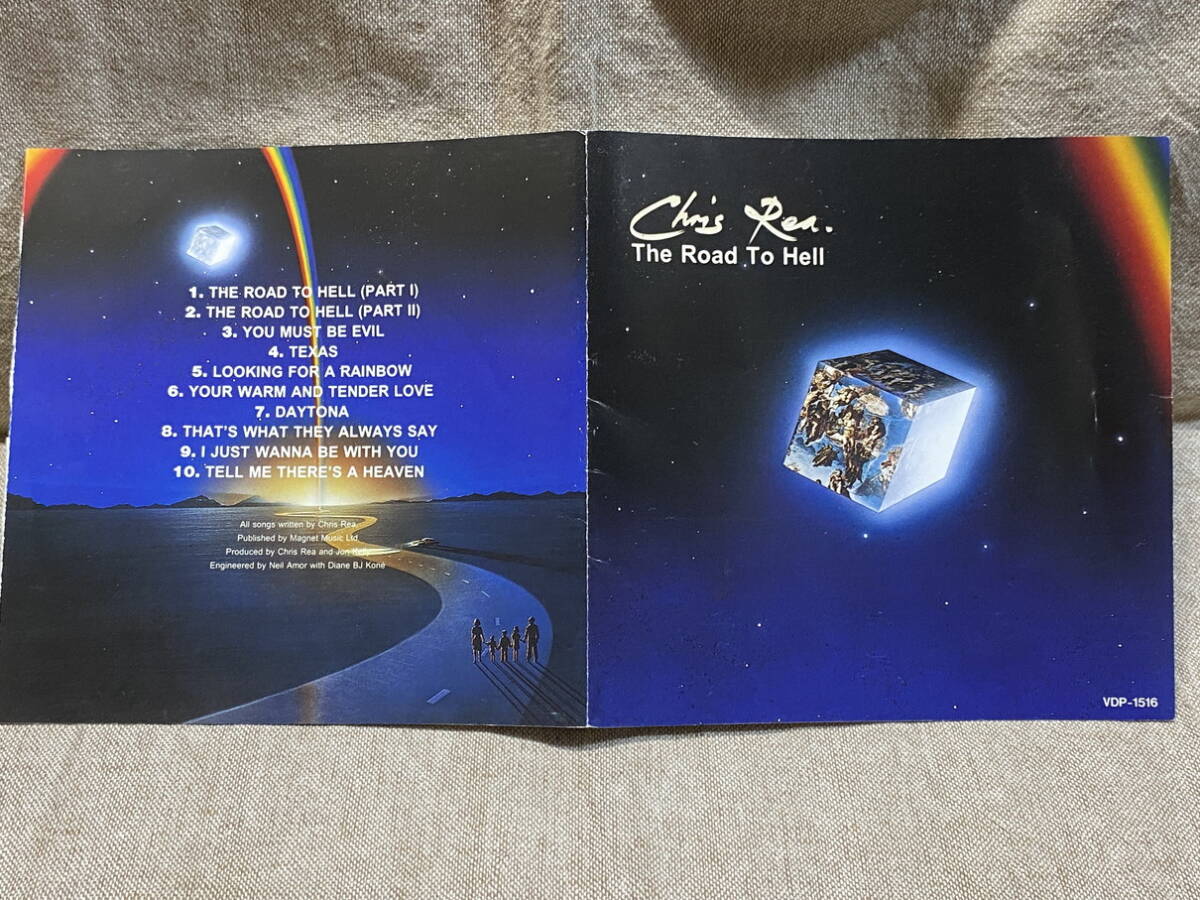 1. THE ROAD TO HELL (PART I)
2. THE ROAD TO HELL (PART II)
3. YOU MUST BE EVIL
4. TEXAS
5. LOOKING FOR A RAINBOW
6. YOUR WARM AND TENDER LOVE
7. DAYTONA
8. THAT'S WHAT THEY ALWAYS SAY
9. I JUST WANNA BE WITH YOU
10. TELL ME THERE'S A HEAVEN
All songs written by Chris Rea
Published by Magnet Music Ltd
Produced by Chris Rea and Jon Kelly
Engineered by Neil Amor with Diane BJ Koné
Chris Rea.
The Road To Hell
VDP-1516